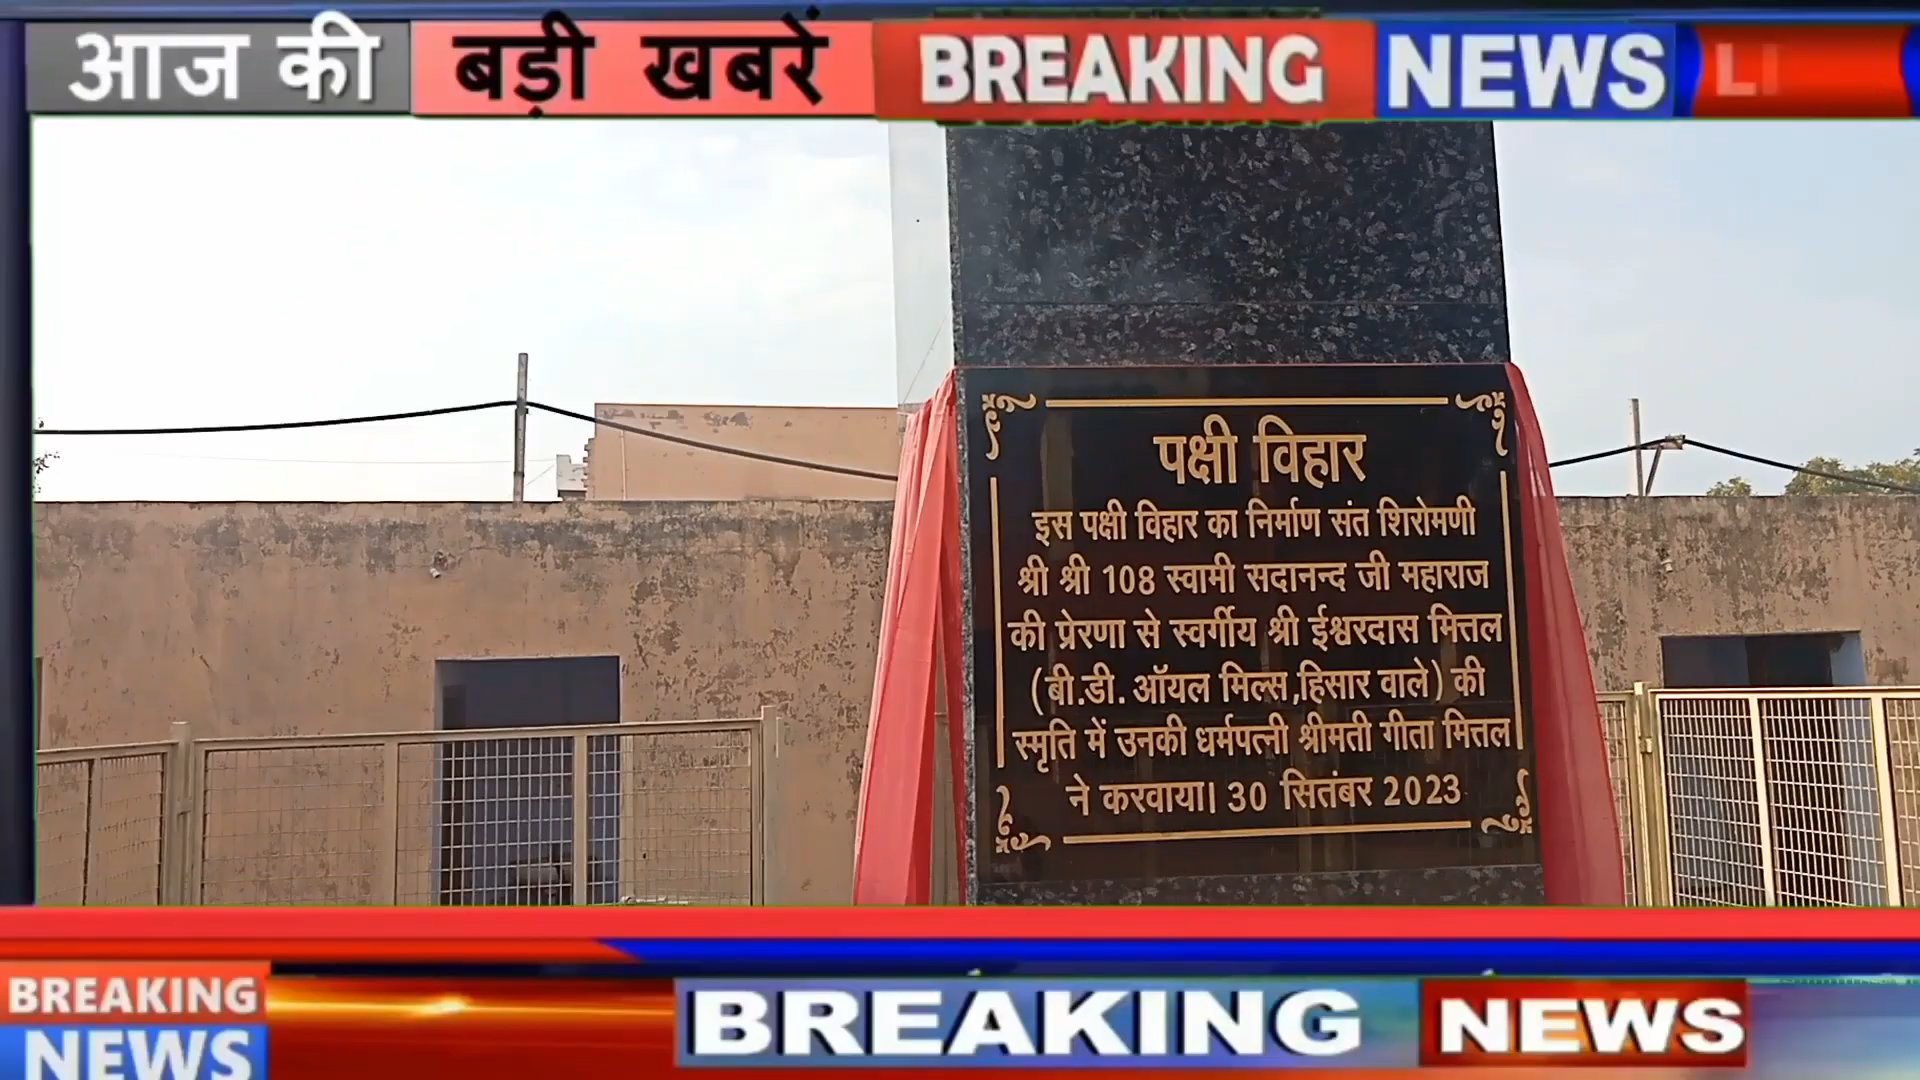 आज की बड़ी खबरें BREAKING NEWS LI
पक्षी विहार
इस पक्षी विहार का निर्माण संत शिरोमणी
श्री श्री 108 स्वामी सदानन्द जी महाराज
की प्रेरणा से स्वर्गीय श्री ईश्वरदास मित्तल
(बी.डी. ऑयल मिल्स,हिसार वाले) की
स्मृति में उनकी धर्मपत्नी श्रीमती गीता मित्तल
ने करवाया। 30 सितंबर 2023
BREAKING
NEWS
BREAKING NEWS